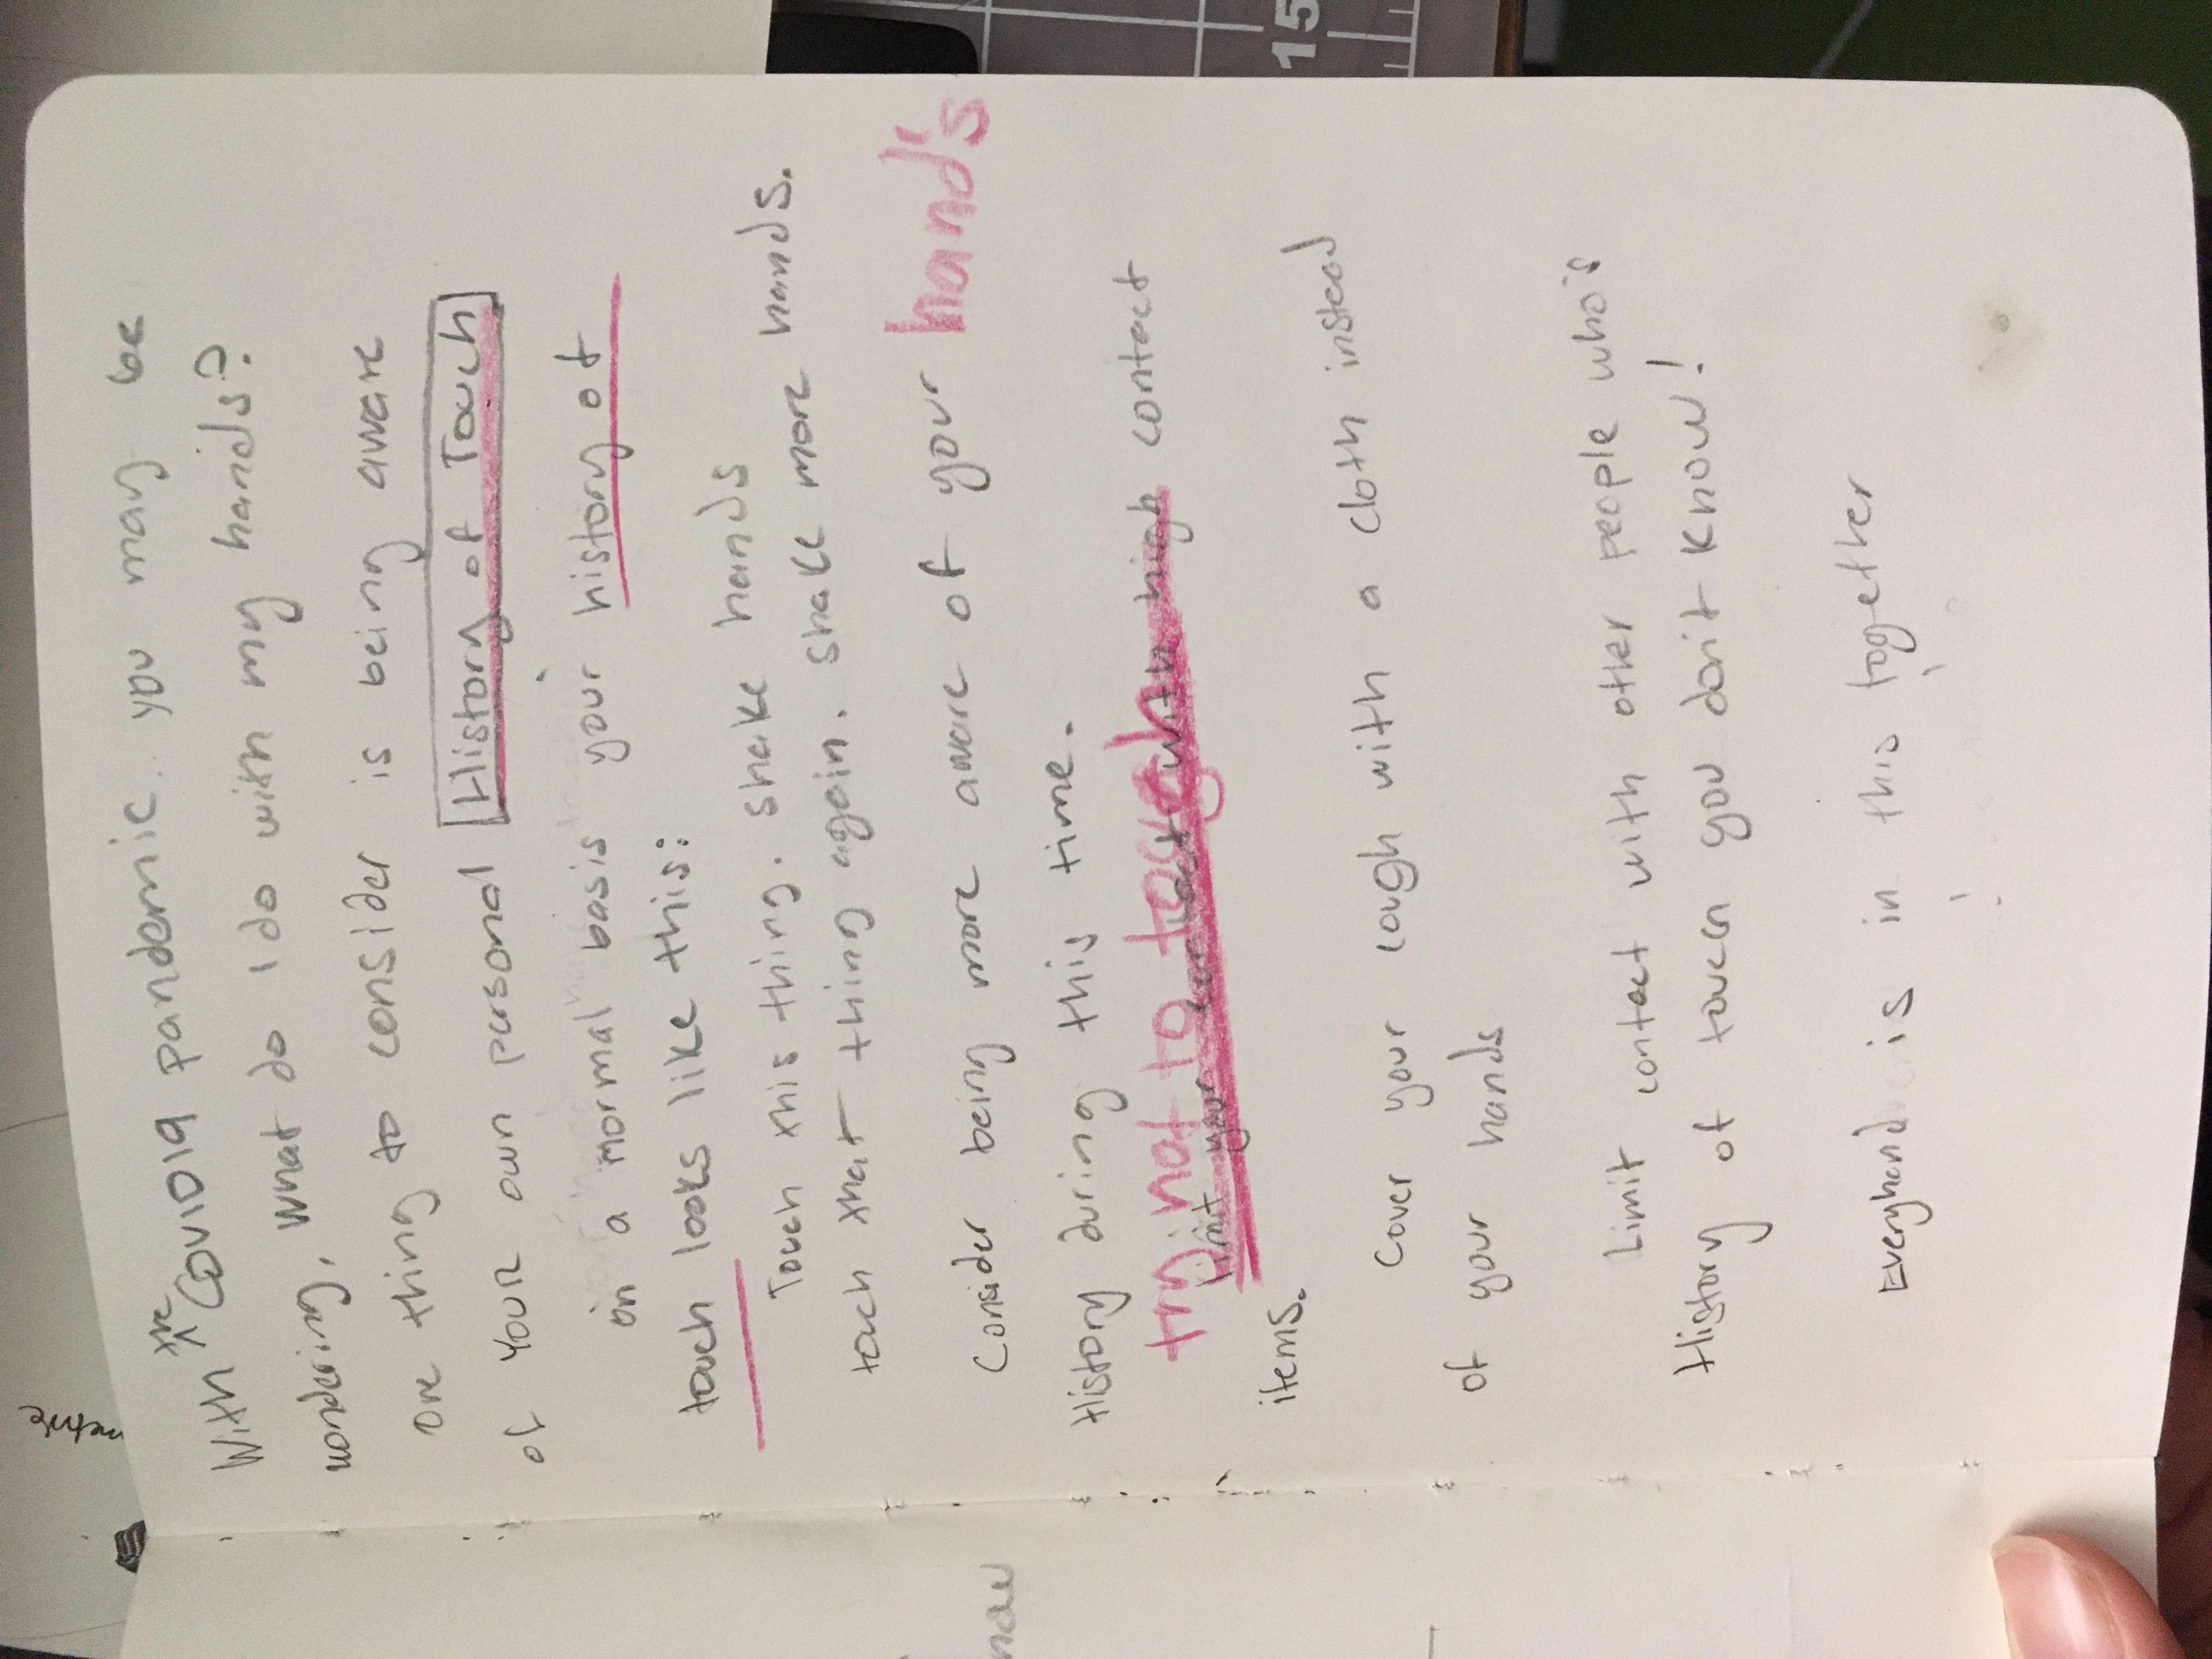 With the COVID19 pandemic you may be
wondering, What do I do with my hands?
One thing to consider is being aware
of YOUR own personal History of Touch
on a normal basis your history of
touch looks like this:
Touch this thing. Shake hands
touch that thing again. Shake more hands.
Consider being more aware of your hand's
History during this time.
try not to touch
limit your contact with high contact
items.
Cover your cough with a cloth instead
of your hands
Limit contact with other people who's
History of touch you don't know!
Everyhand is in this together
now
15